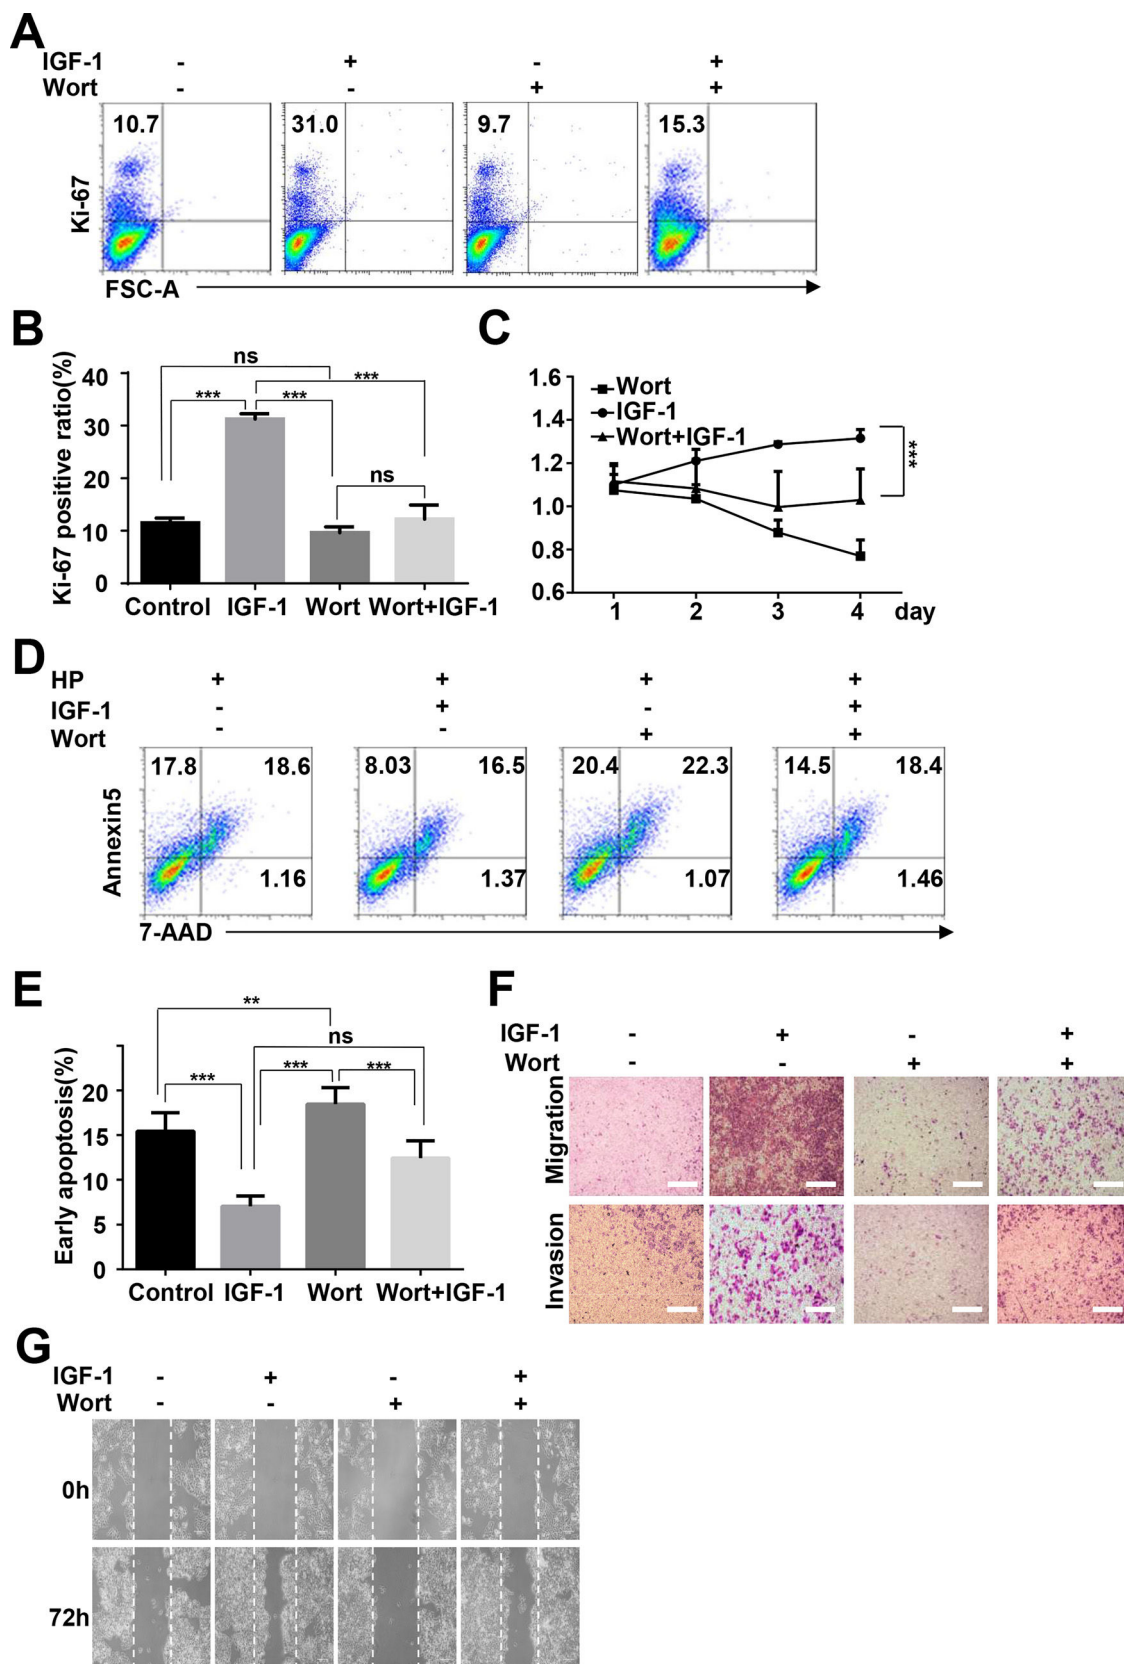 A
IGF-1 - + - +
Wort - - + +
10.7 31.0 9.7 15.3
Ki-67
FSC-A
B
Ki-67 positive ratio(%)
ns
***
*** ***
ns
40
30
20
10
0
Control IGF-1 Wort Wort+IGF-1
C
1.6
1.4
1.2
1.0
0.8
0.6
Wort
IGF-1
Wort+IGF-1
***
1 2 3 4 day
D
HP + + + +
IGF-1 - + - +
Wort - - + +
17.8 18.6 8.03 16.5 20.4 22.3 14.5 18.4
1.16 1.37 1.07 1.46
Annexin5
7-AAD
E
Early apoptosis(%)
**
ns
*** *** ***
20
15
10
5
0
Control IGF-1 Wort Wort+IGF-1
F
IGF-1 - + - +
Wort - - + +
Migration
Invasion
G
IGF-1 - + - +
Wort - - + +
0h
72h